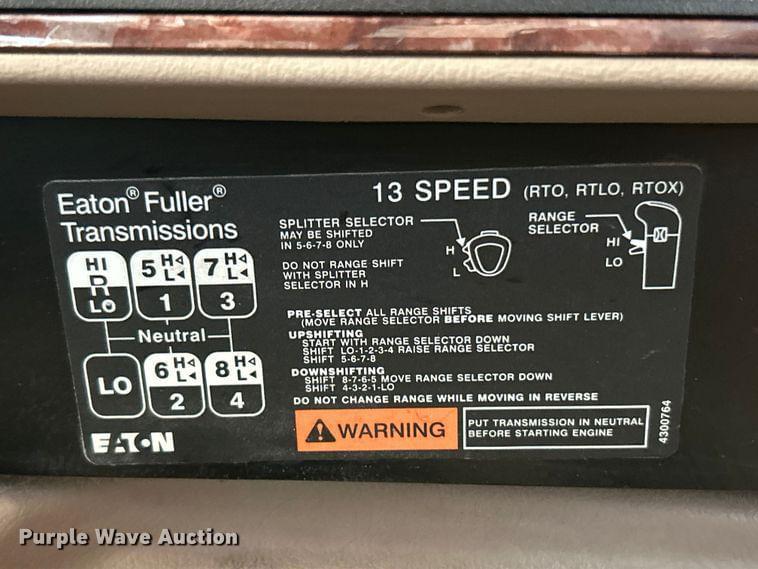 Eaton® Fuller®
Transmissions
13 SPEED (RTO, RTLO, RTOX)
SPLITTER SELECTOR
MAY BE SHIFTED
IN 5-6-7-8 ONLY
DO NOT RANGE SHIFT
WITH SPLITTER
SELECTOR IN H
H
L
RANGE
SELECTOR
HI
LO
HI
R
LO
5 H◁
L◀
1
7 H◁
L◀
3
Neutral
LO
6 H◁
L◀
2
8 H◁
L◀
4
PRE-SELECT ALL RANGE SHIFTS
(MOVE RANGE SELECTOR BEFORE MOVING SHIFT LEVER)
UPSHIFTING
START WITH RANGE SELECTOR DOWN
SHIFT LO-1-2-3-4 RAISE RANGE SELECTOR
SHIFT 5-6-7-8
DOWNSHIFTING
SHIFT 8-7-6-5 MOVE RANGE SELECTOR DOWN
SHIFT 4-3-2-1-LO
DO NOT CHANGE RANGE WHILE MOVING IN REVERSE
EATON
WARNING
PUT TRANSMISSION IN NEUTRAL
BEFORE STARTING ENGINE
4300764
Purple Wave Auction